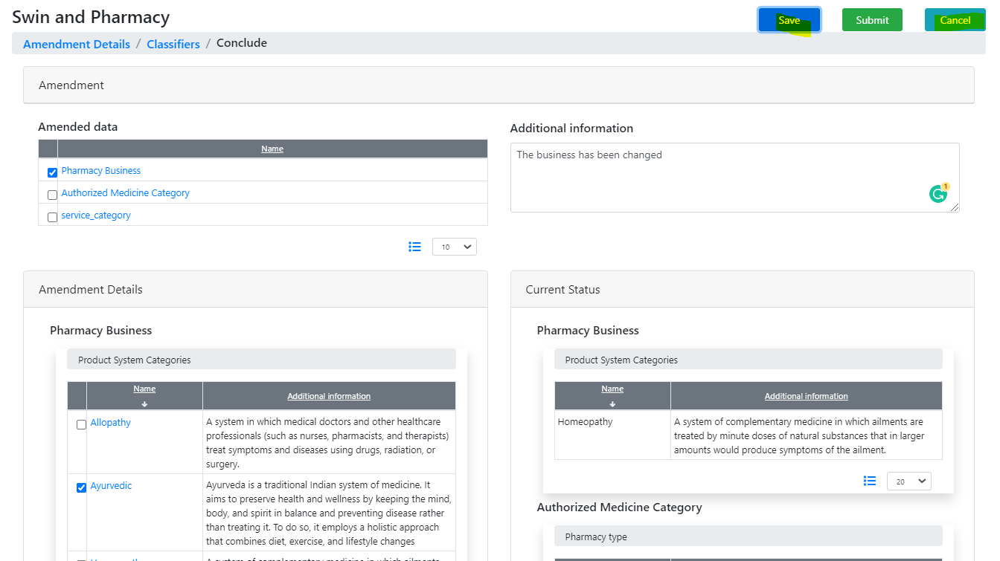 Swin and Pharmacy
Save
Submit
Cancel
Amendment Details / Classifiers / Conclude
Amendment
Amended data
Name
Pharmacy Business
Authorized Medicine Category
service_category
10
Additional information
The business has been changed
1
Amendment Details
Pharmacy Business
Product System Categories
Name
Additional information
Allopathy
A system in which medical doctors and other healthcare
professionals (such as nurses, pharmacists, and therapists)
treat symptoms and diseases using drugs, radiation, or
surgery.
Ayurvedic
Ayurveda is a traditional Indian system of medicine. It
aims to preserve health and wellness by keeping the mind,
body, and spirit in balance and preventing disease rather
than treating it. To do so, it employs a holistic approach
that combines diet, exercise, and lifestyle changes
Current Status
Pharmacy Business
Product System Categories
Name
Additional information
Homeopathy
A system of complementary medicine in which ailments are
treated by minute doses of natural substances that in larger
amounts would produce symptoms of the ailment.
20
Authorized Medicine Category
Pharmacy type